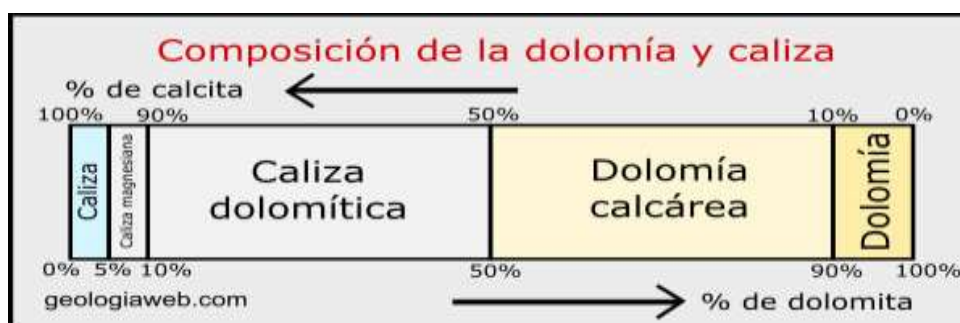 Composición de la dolomía y caliza
% de calcita
100% 90% 50% 10% 0%
Caliza
Caliza magnesiana
Caliza
dolomítica
Dolomía
calcárea
Dolomía
0% 5% 10% 50% 90% 100%
geologiaweb.com
% de dolomita